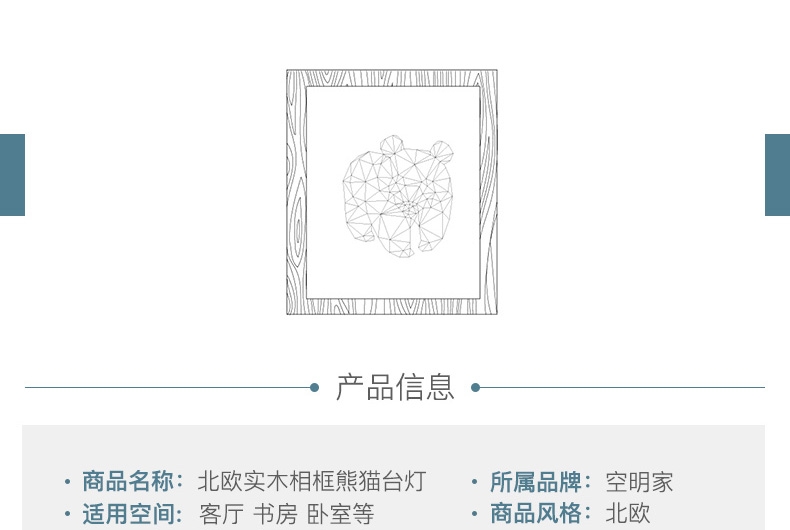 产品信息
• 商品名称： 北欧实木相框熊猫台灯 • 所属品牌： 空明家
• 适用空间: 客厅 书房 卧室等 • 商品风格： 北欧